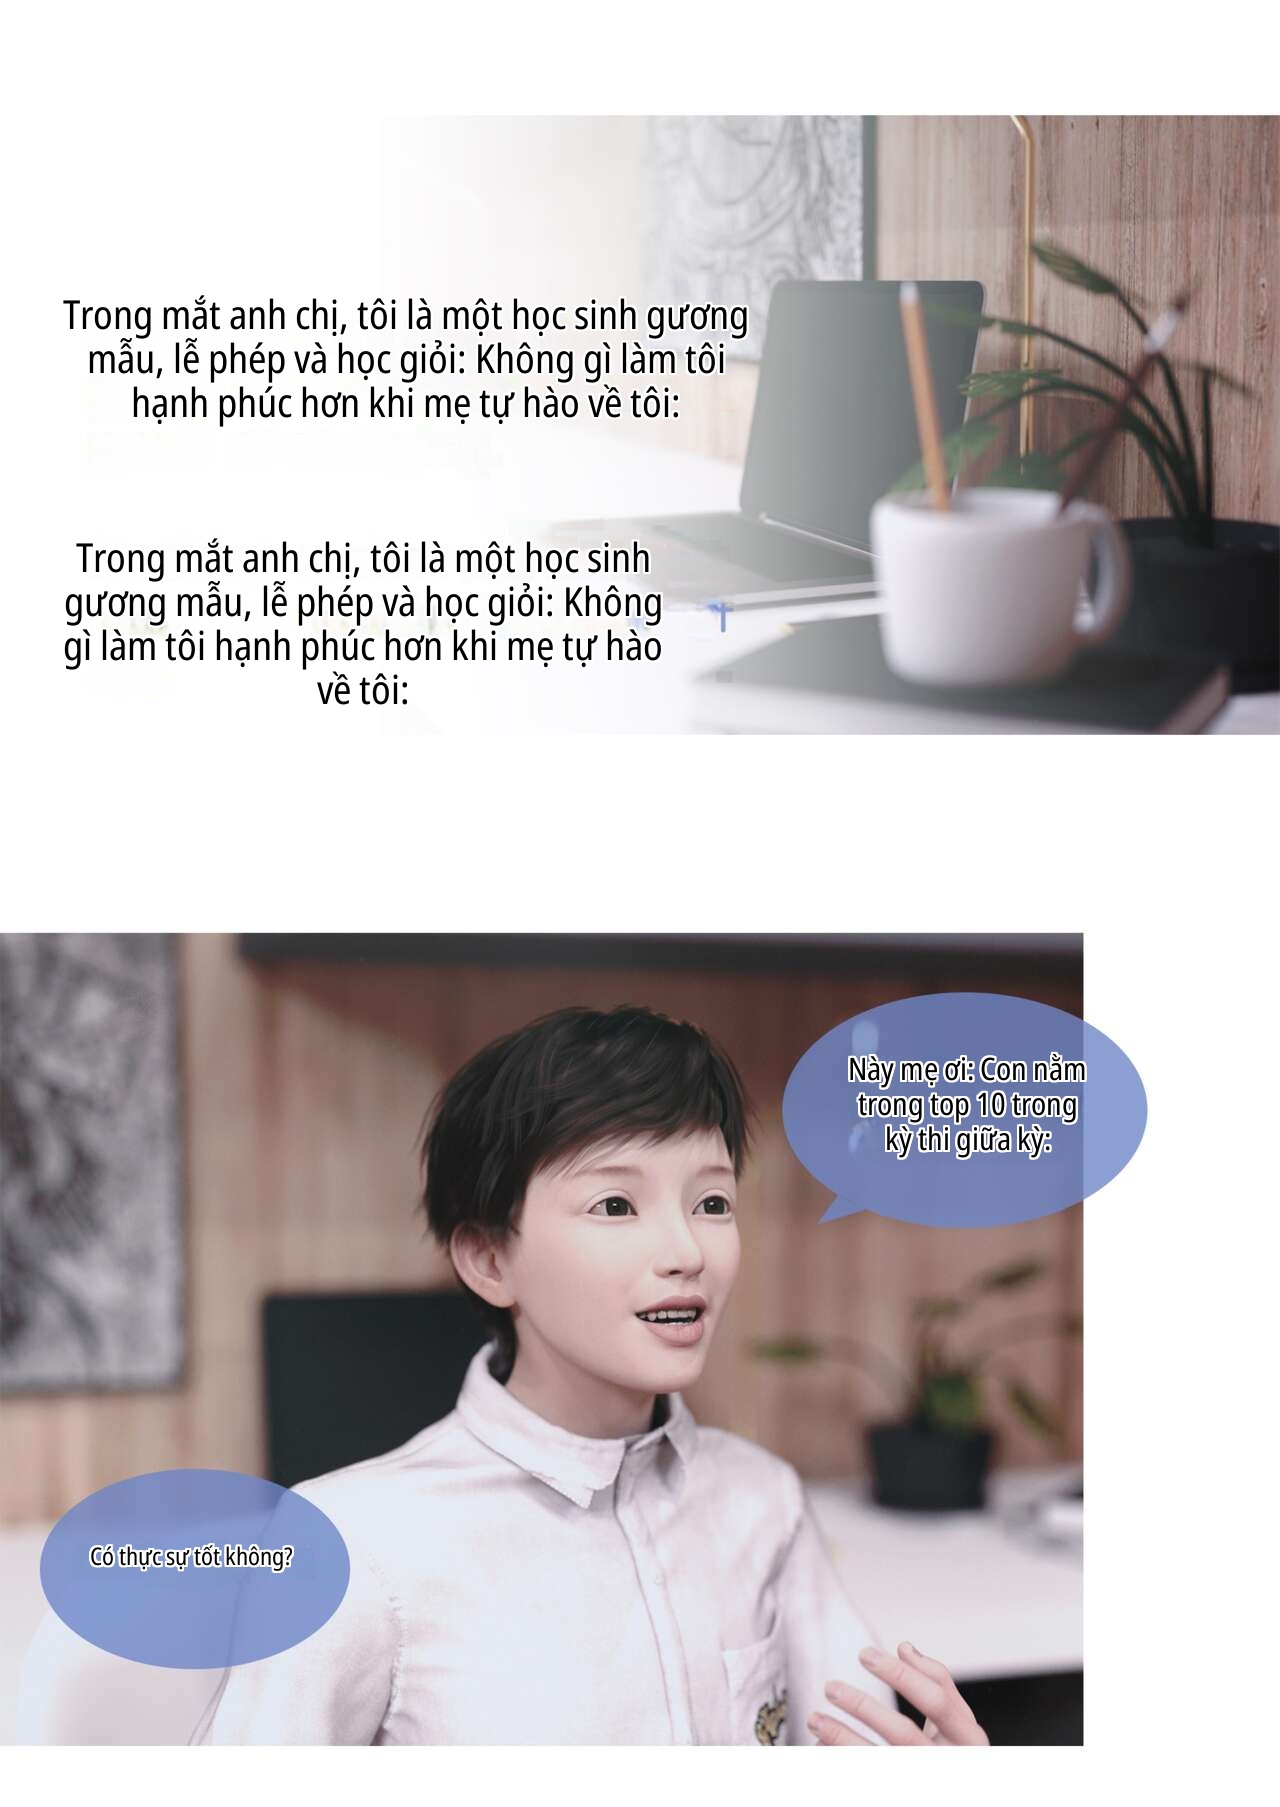 Trong mắt anh chị, tôi là một học sinh gương
mẫu, lễ phép và học giỏi: Không gì làm tôi
hạnh phúc hơn khi mẹ tự hào về tôi:
Trong mắt anh chị, tôi là một học sinh
gương mẫu, lễ phép và học giỏi: Không
gì làm tôi hạnh phúc hơn khi mẹ tự hào
về tôi:
Này mẹ ơi: Con nằm
trong top 10 trong
kỳ thi giữa kỳ:
Có thực sự tốt không?